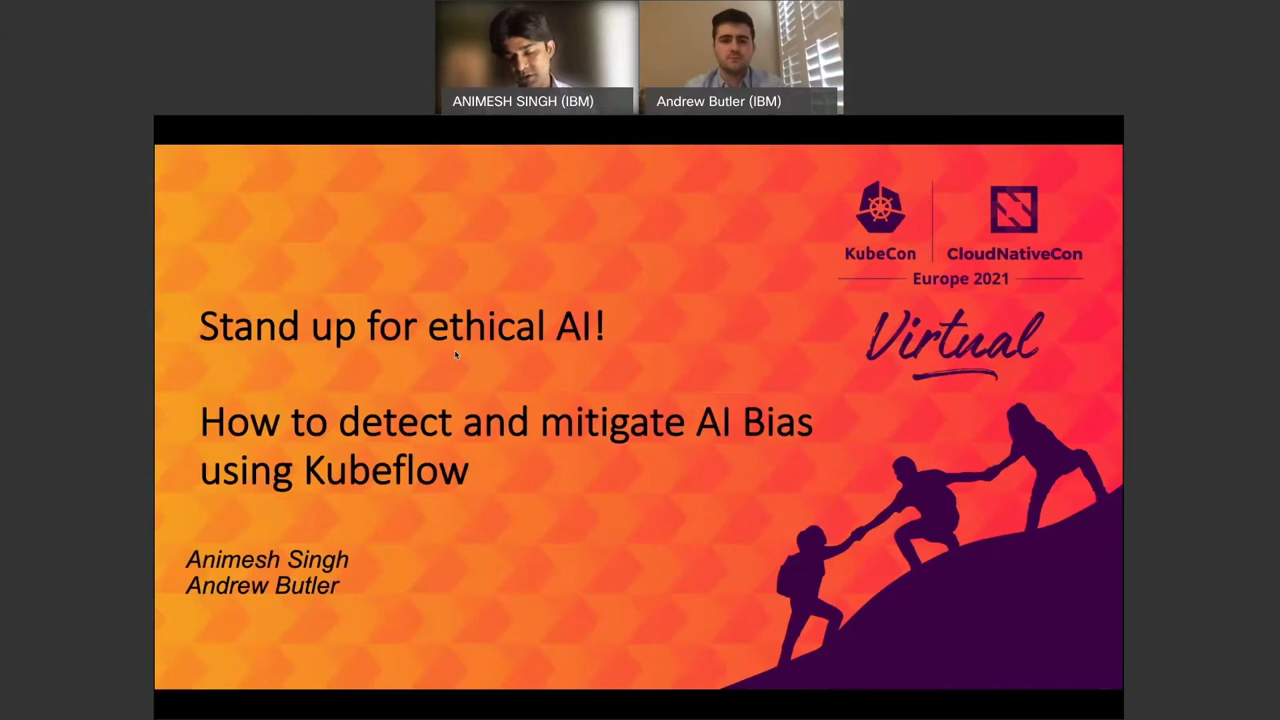 ANIMESH SINGH (IBM)
Andrew Butler (IBM)
KubeCon
CloudNativeCon
Europe 2021
Virtual
Stand up for ethical AI!
How to detect and mitigate AI Bias
using Kubeflow
Animesh Singh
Andrew Butler